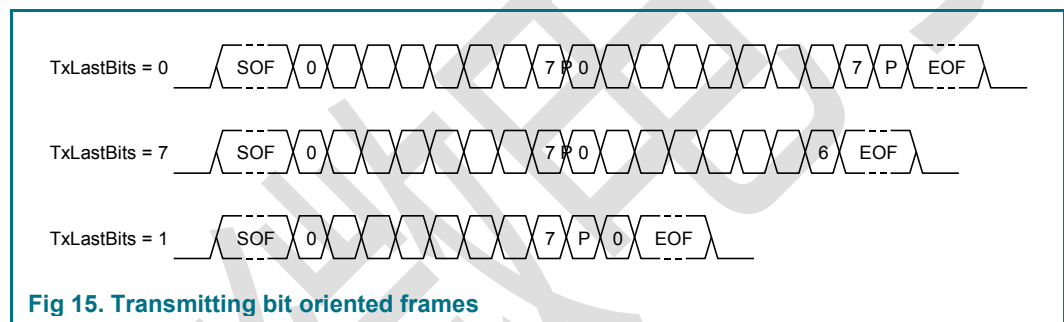 TxLastBits = 0 SOF 0 7 P 0 7 P EOF
TxLastBits = 7 SOF 0 7 P 0 6 EOF
TxLastBits = 1 SOF 0 7 P 0 EOF
Fig 15. Transmitting bit oriented frames